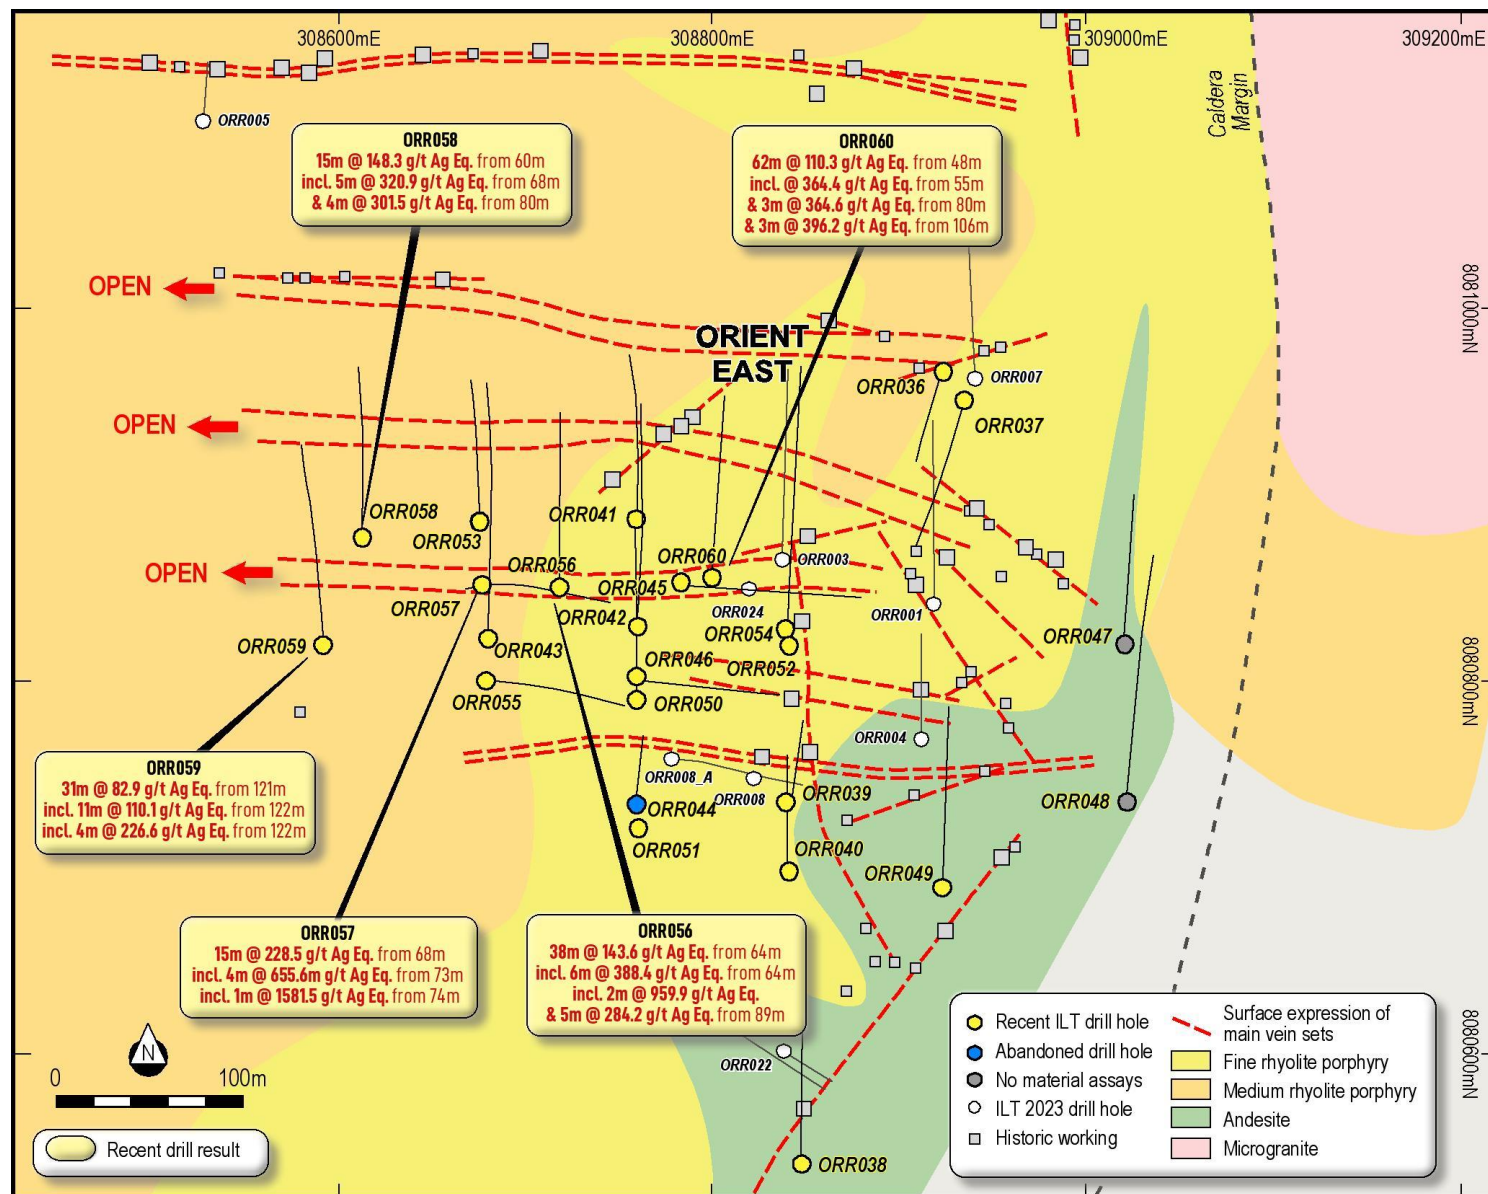 308600mE
308800mE
309000mE
309200mE
Caldera
Margin
ORR005
ORR058
15m @ 148.3 g/t Ag Eq. from 60m
incl. 5m @ 320.9 g/t Ag Eq. from 68m
& 4m @ 301.5 g/t Ag Eq. from 80m
ORR060
62m @ 110.3 g/t Ag Eq. from 48m
incl. @ 364.4 g/t Ag Eq. from 55m
& 3m @ 364.6 g/t Ag Eq. from 80m
& 3m @ 396.2 g/t Ag Eq. from 106m
OPEN
8081000mN
ORIENT
EAST
ORR036
ORR007
ORR037
OPEN
ORR058
ORR053
ORR041
ORR056
ORR060
ORR003
OPEN
ORR045
ORR057
ORR042
ORR024
ORR001
ORR054
ORR047
ORR059
ORR043
ORR046
ORR052
ORR055
ORR050
8080800mN
ORR004
ORR059
31m @ 82.9 g/t Ag Eq. from 121m
incl. 11m @ 110.1 g/t Ag Eq. from 122m
incl. 4m @ 226.6 g/t Ag Eq. from 122m
ORR008_A
ORR008
ORR039
ORR044
ORR048
ORR051
ORR040
ORR049
ORR057
15m @ 228.5 g/t Ag Eq. from 68m
incl. 4m @ 655.6m g/t Ag Eq. from 73m
incl. 1m @ 1581.5 g/t Ag Eq. from 74m
ORR056
38m @ 143.6 g/t Ag Eq. from 64m
incl. 6m @ 388.4 g/t Ag Eq. from 64m
incl. 2m @ 959.9 g/t Ag Eq.
& 5m @ 284.2 g/t Ag Eq. from 89m
ORR022
8080600mN
ORR038
N
0
100m
Recent drill result
Recent ILT drill hole
Abandoned drill hole
No material assays
ILT 2023 drill hole
Historic working
Surface expression of
main vein sets
Fine rhyolite porphyry
Medium rhyolite porphyry
Andesite
Microgranite